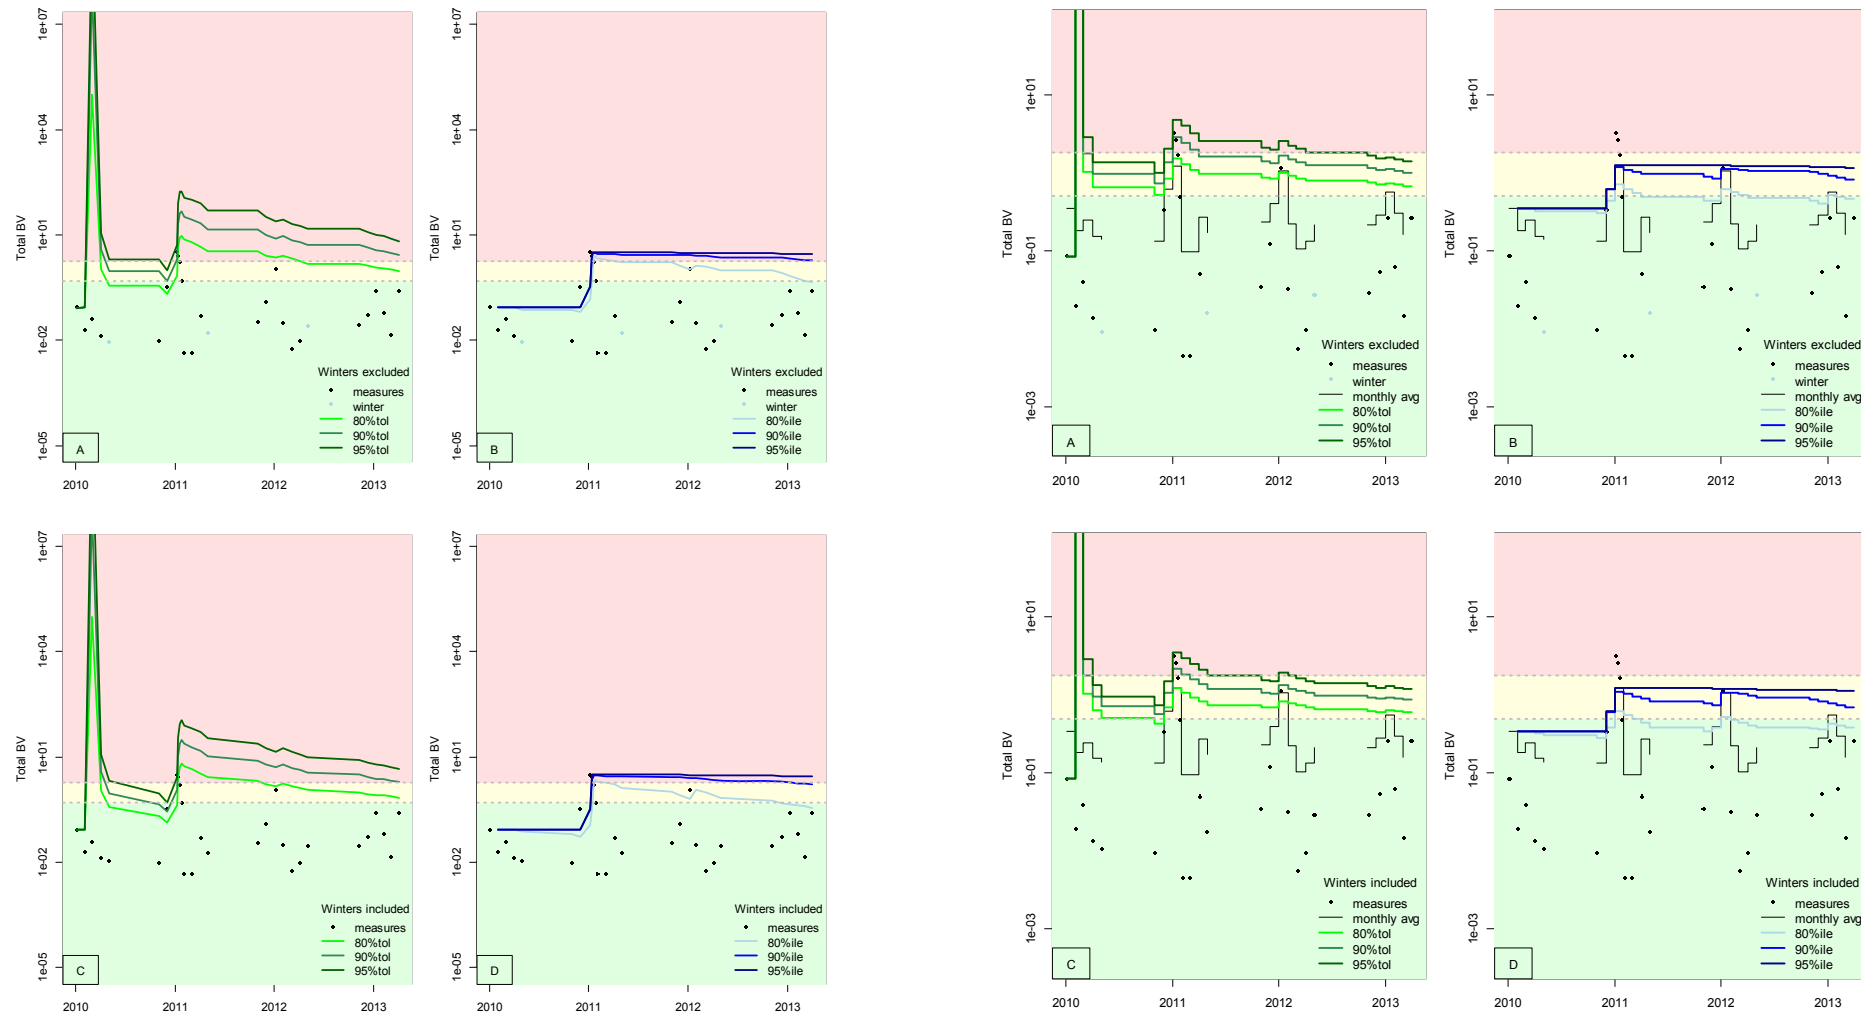 Total BV
1e+07
1e+04
1e+01
1e-02
1e-05
2010
2011
2012
2013
Winters excluded
measures
winter
80%tol
90%tol
95%tol
A
Total BV
1e+07
1e+04
1e+01
1e-02
1e-05
2010
2011
2012
2013
Winters excluded
measures
winter
80%ile
90%ile
95%ile
B
Total BV
1e+01
1e-01
1e-03
2010
2011
2012
2013
Winters excluded
measures
winter
monthly avg
80%tol
90%tol
95%tol
A
Total BV
1e+01
1e-01
1e-03
2010
2011
2012
2013
Winters excluded
measures
winter
monthly avg
80%ile
90%ile
95%ile
B
Total BV
1e+07
1e+04
1e+01
1e-02
1e-05
2010
2011
2012
2013
Winters included
measures
80%tol
90%tol
95%tol
C
Total BV
1e+07
1e+04
1e+01
1e-02
1e-05
2010
2011
2012
2013
Winters included
measures
80%ile
90%ile
95%ile
D
Total BV
1e+01
1e-01
1e-03
2010
2011
2012
2013
Winters included
measures
monthly avg
80%tol
90%tol
95%tol
C
Total BV
1e+01
1e-01
1e-03
2010
2011
2012
2013
Winters included
measures
monthly avg
80%ile
90%ile
95%ile
D